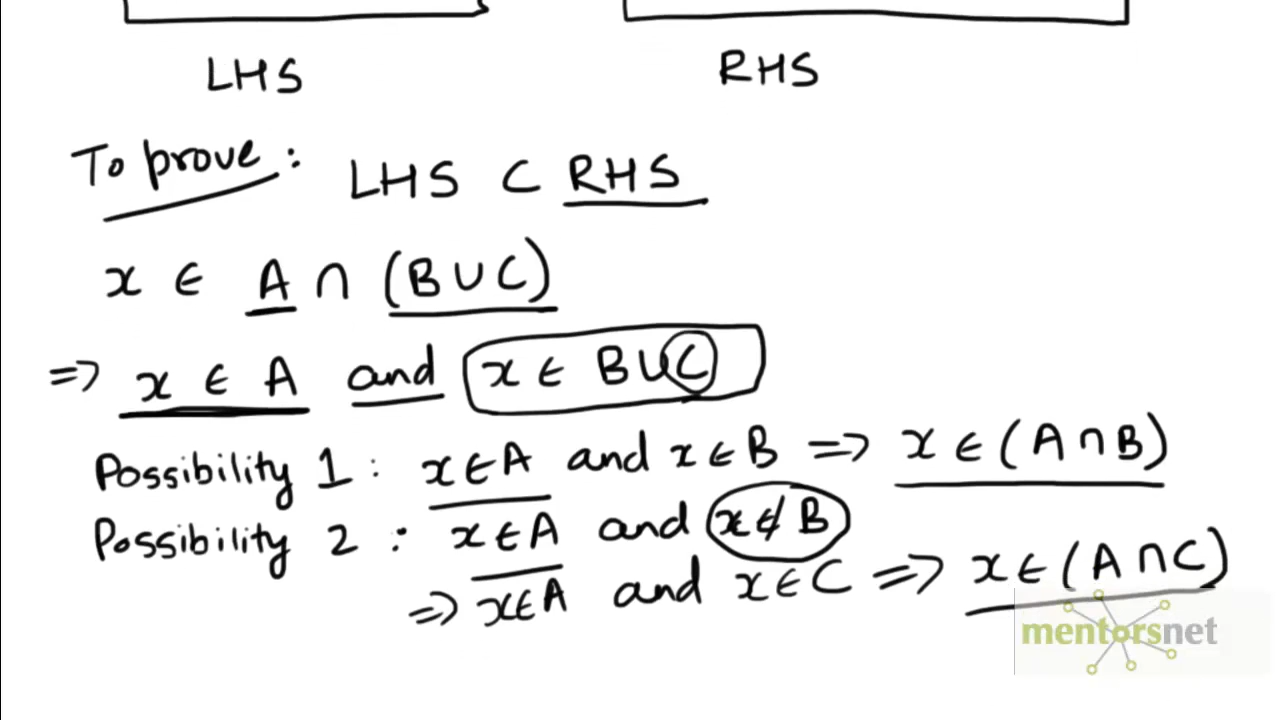 LHS RHS
To prove: LHS ⊂ RHS
x ∈ A ∩ (B ∪ C)
=> x ∈ A and x ∈ B ∪ C
Possibility 1 : x ∈ A and x ∈ B => x ∈ (A ∩ B)
Possibility 2 : x ∈ A and x ∉ B
=> x ∈ A and x ∈ C => x ∈ (A ∩ C)
mentorsnet